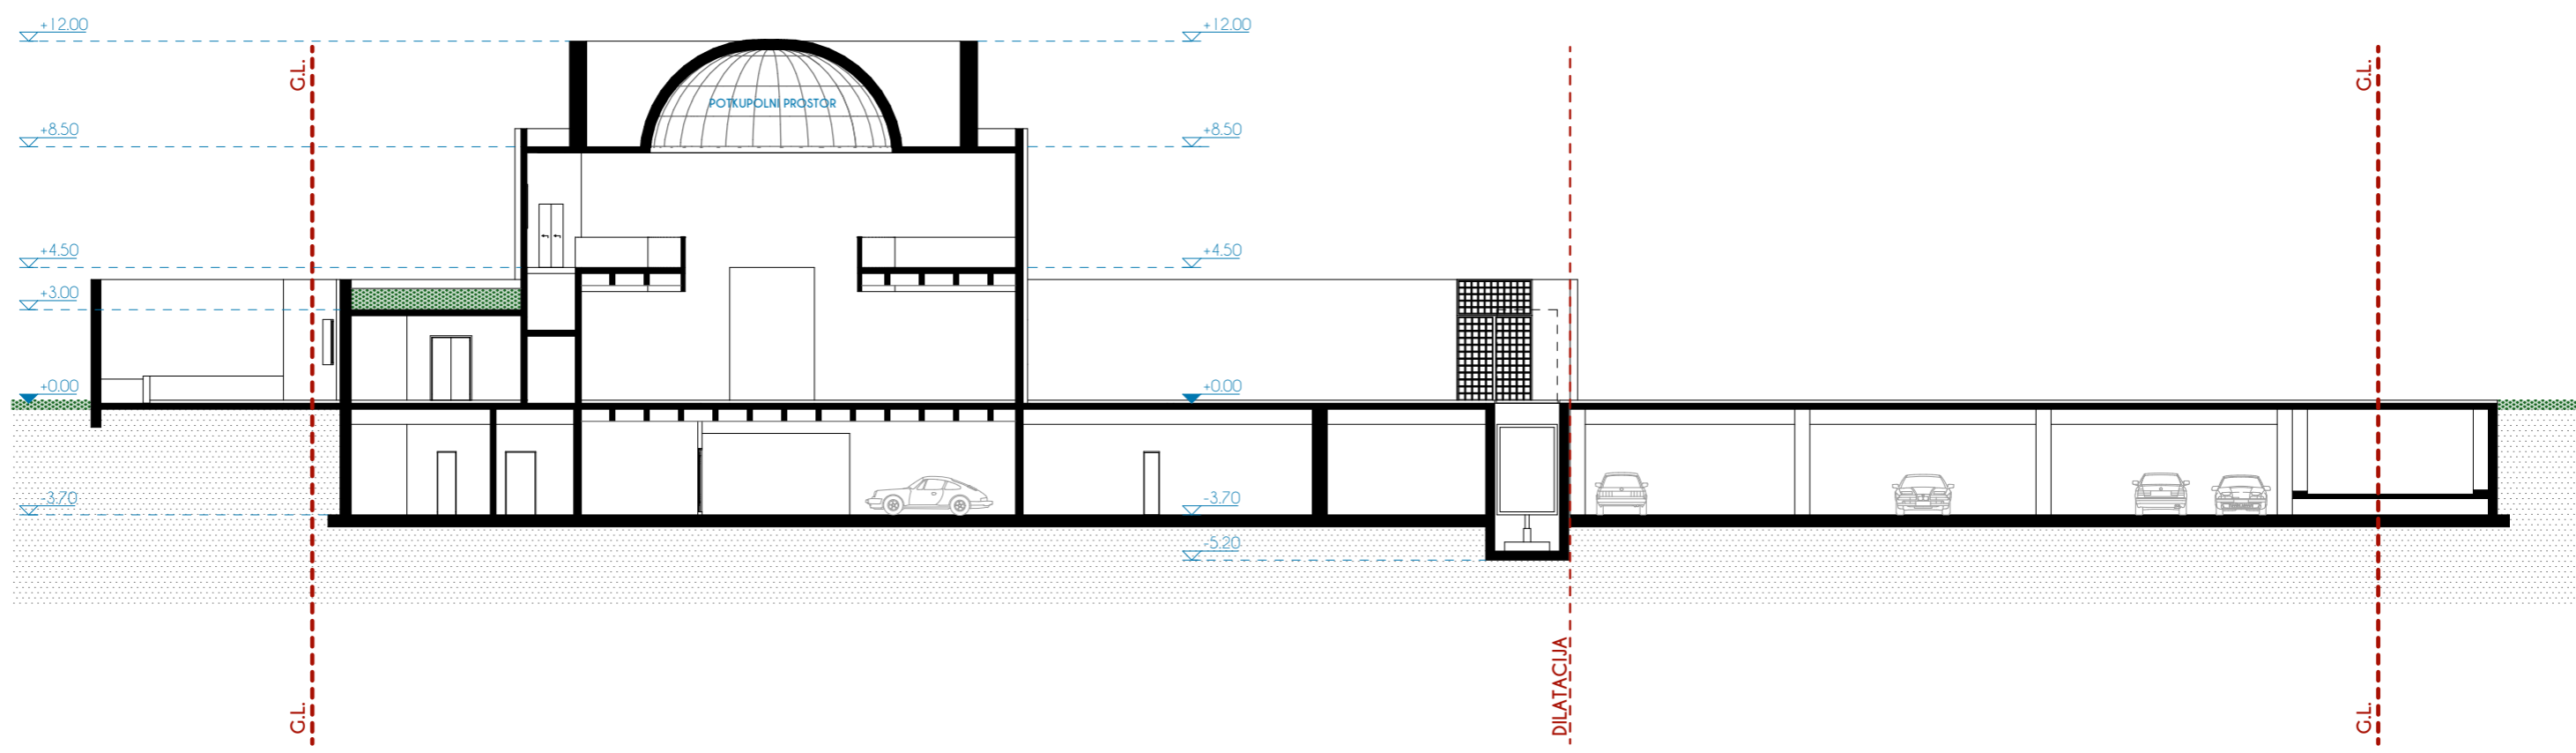 +12.00
+12.00
G.L.
G.L.
POTKUPOLNI PROSTOR
+8.50
+8.50
+4.50
+4.50
+3.00
+0.00
+0.00
-3.70
-3.70
-5.20
DILATACIJA
G.L.
G.L.